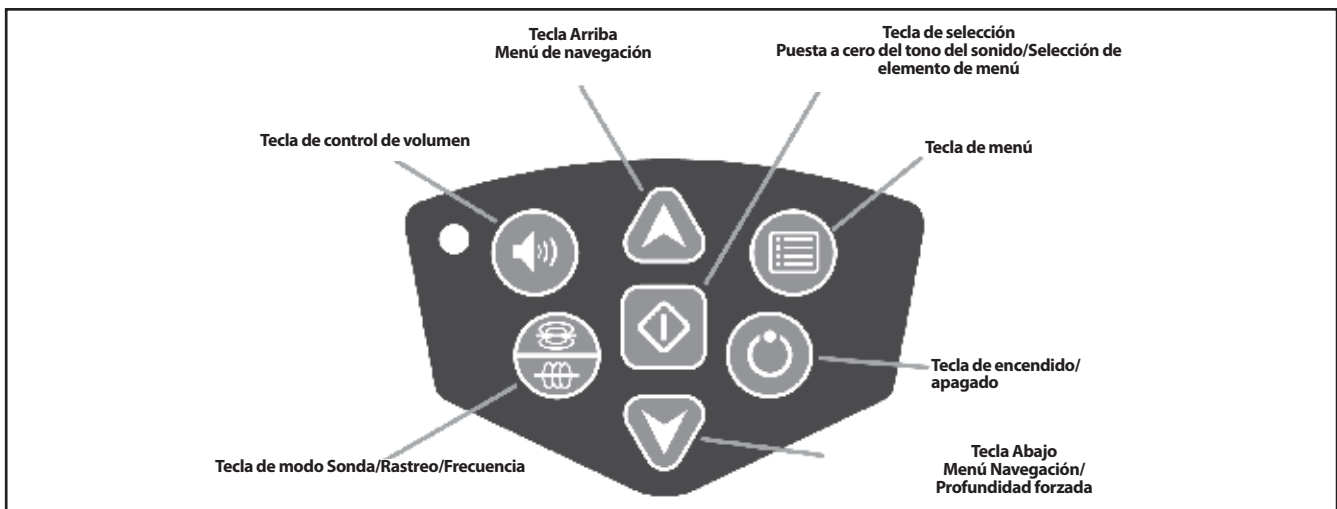 Tecla Arriba
Menú de navegación
Tecla de selección
Puesta a cero del tono del sonido/Selección de
elemento de menú
Tecla de control de volumen
Tecla de menú
Tecla de encendido/
apagado
Tecla de modo Sonda/Rastreo/Frecuencia
Tecla Abajo
Menú Navegación/
Profundidad forzada